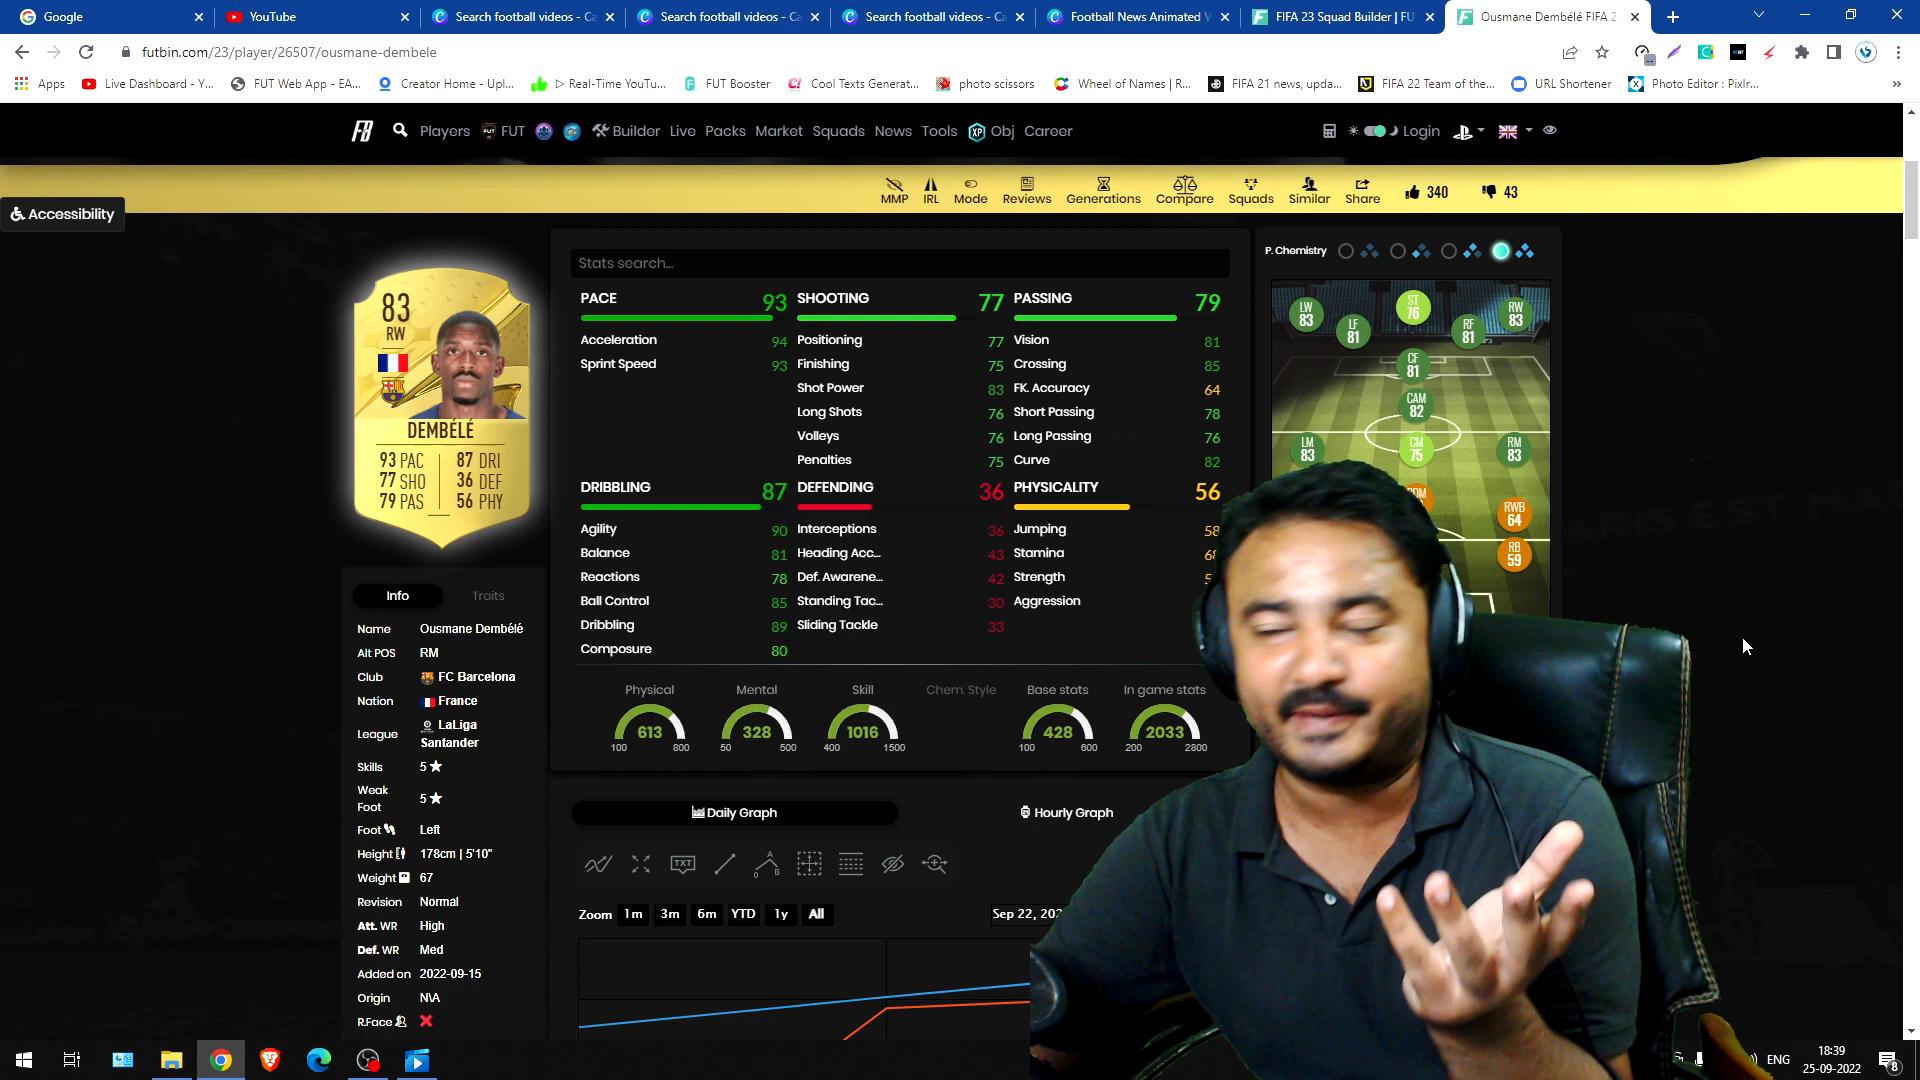 Google
YouTube
Search football videos - Ca
Search football videos - Ca
Search football videos - Ca
Football News Animated V
FIFA 23 Squad Builder | FU
Ousmane Dembélé FIFA 2
futbin.com/23/player/26507/ousmane-dembele
Apps
Live Dashboard - Y...
FUT Web App - EA...
Creator Home - Upl...
▷ Real-Time YouTu...
FUT Booster
Cool Texts Generat...
photo scissors
Wheel of Names | R...
FIFA 21 news, upda...
FIFA 22 Team of the...
URL Shortener
Photo Editor : Pixlr...
»
Players
FUT
Builder
Live
Packs
Market
Squads
News
Tools
XP Obj
Career
Login
MMP
IRL
Mode
Reviews
Generations
Compare
Squads
Similar
Share
340
43
Accessibility
83
RW
DEMBÉLÉ
93 PAC 87 DRI
77 SHO 36 DEF
79 PAS 56 PHY
Stats search...
PACE 93
Acceleration 94
Sprint Speed 93
SHOOTING 77
Positioning 77
Finishing 75
Shot Power 83
Long Shots 76
Volleys 76
Penalties 75
PASSING 79
Vision 81
Crossing 85
FK. Accuracy 64
Short Passing 78
Long Passing 76
Curve 82
DRIBBLING 87
Agility 90
Balance 81
Reactions 78
Ball Control 85
Dribbling 89
Composure 80
DEFENDING 36
Interceptions 36
Heading Acc... 43
Def. Awarene... 42
Standing Tac... 30
Sliding Tackle 33
PHYSICALITY 56
Jumping 58
Stamina
Strength
Aggression
P. Chemistry
LW
83
ST
76
RW
83
LF
81
RF
81
CF
81
CAM
82
LM
83
CM
75
RM
83
RWB
64
RB
59
Physical
613
100 800
Mental
328
50 500
Skill
1016
400 1500
Chem. Style
Base stats
428
100 600
In game stats
2033
200 2800
Info
Traits
Name Ousmane Dembélé
Alt POS RM
Club FC Barcelona
Nation France
League LaLiga
Santander
Skills 5
Weak
Foot 5
Foot Left
Height 178cm | 5'10"
Weight 67
Revision Normal
Att. WR High
Def. WR Med
Added on 2022-09-15
Origin N\A
R.Face
Daily Graph
Hourly Graph
TXT
Zoom 1m 3m 6m YTD 1y All
Sep 22, 202
ENG
18:39
25-09-2022
8